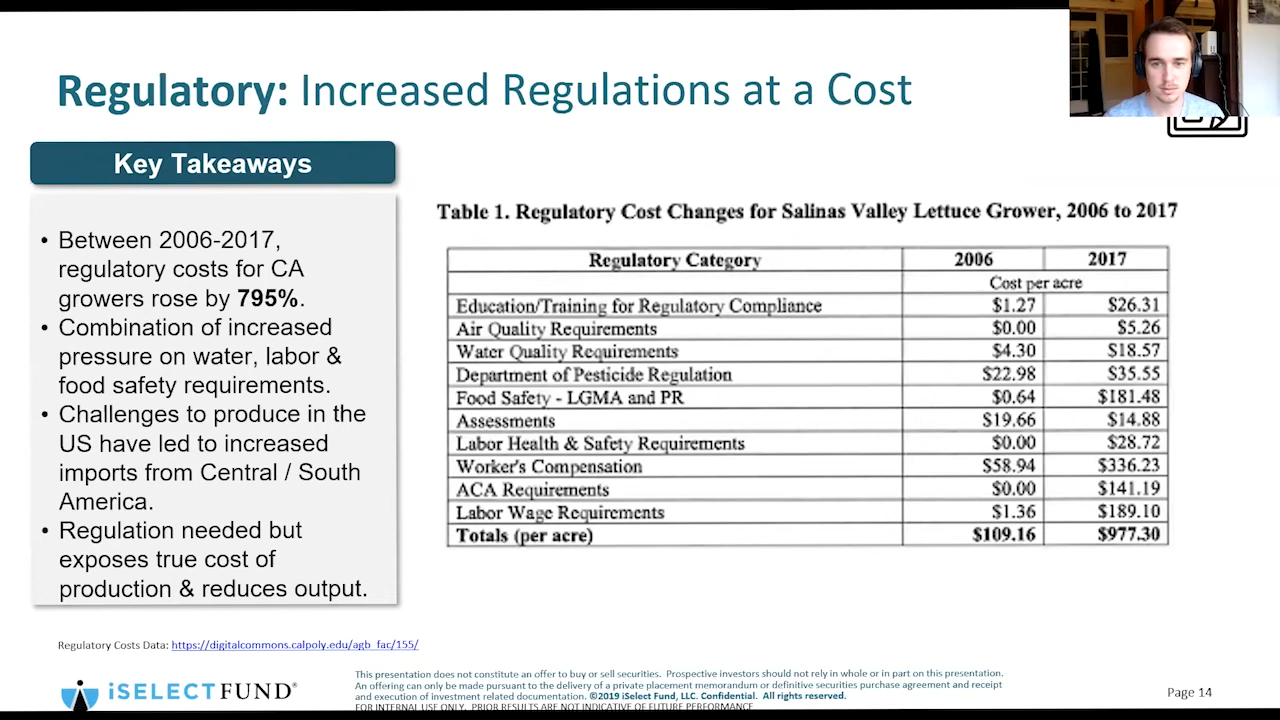 Regulatory: Increased Regulations at a Cost
Key Takeaways
• Between 2006-2017,
regulatory costs for CA
growers rose by 795%.
• Combination of increased
pressure on water, labor &
food safety requirements.
• Challenges to produce in the
US have led to increased
imports from Central / South
America.
• Regulation needed but
exposes true cost of
production & reduces output.
Table 1. Regulatory Cost Changes for Salinas Valley Lettuce Grower, 2006 to 2017
Regulatory Category 2006 2017
Cost per acre
Education/Training for Regulatory Compliance $1.27 $26.31
Air Quality Requirements $0.00 $5.26
Water Quality Requirements $4.30 $18.57
Department of Pesticide Regulation $22.98 $35.55
Food Safety - LGMA and PR $0.64 $181.48
Assessments $19.66 $14.88
Labor Health & Safety Requirements $0.00 $28.72
Worker's Compensation $58.94 $336.23
ACA Requirements $0.00 $141.19
Labor Wage Requirements $1.36 $189.10
Totals (per acre) $109.16 $977.30
Regulatory Costs Data: https://digitalcommons.calpoly.edu/agb_fac/155/
iSELECTFUND®
This presentation does not constitute an offer to buy or sell securities. Prospective investors should not rely in whole or in part on this presentation.
An offering can only be made pursuant to the delivery of a private placement memorandum or definitive securities purchase agreement and receipt
and execution of investment related documentation. ©2019 iSelect Fund, LLC. Confidential. All rights reserved.
FOR INTERNAL USE ONLY. PRIOR RESULTS ARE NOT INDICATIVE OF FUTURE PERFORMANCE
Page 14